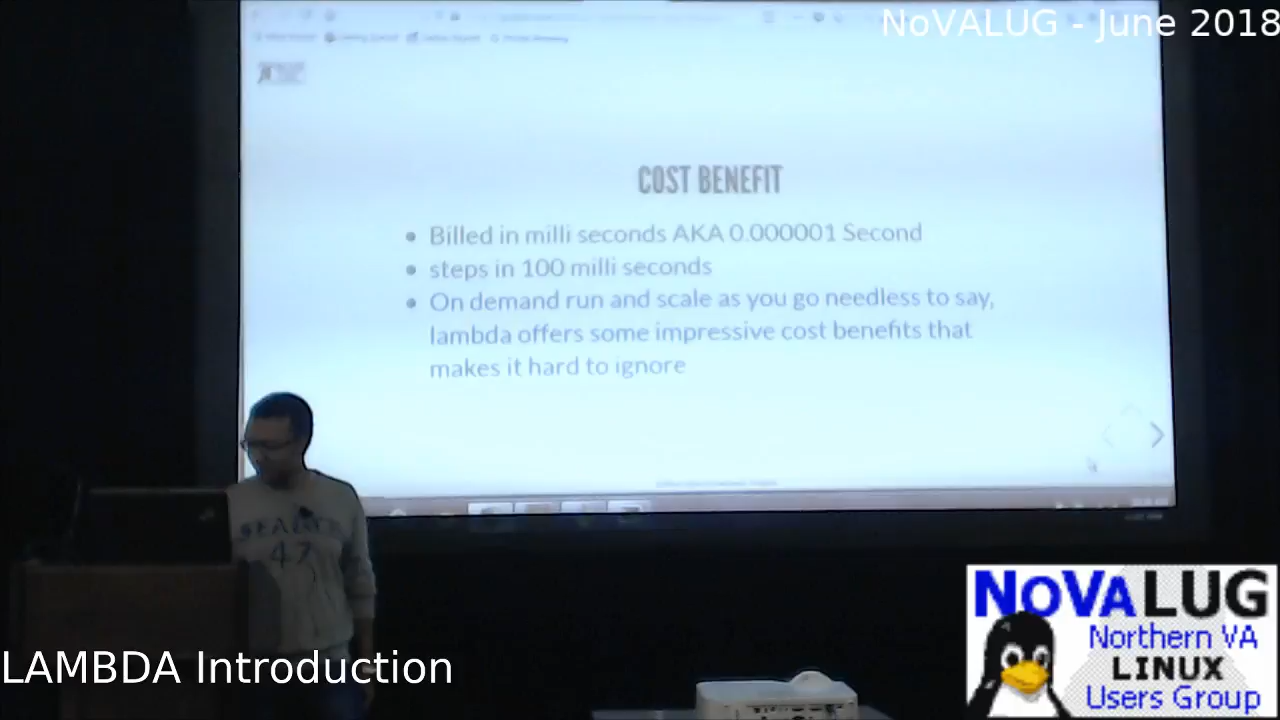 NoVALUG - June 2018
COST BENEFIT
Billed in milli seconds AKA 0.000001 Second
steps in 100 milli seconds
On demand run and scale as you go needless to say,
lambda offers some impressive cost benefits that
makes it hard to ignore
47
NOVALUG
Northern VA
LINUX
Users Group
LAMBDA Introduction